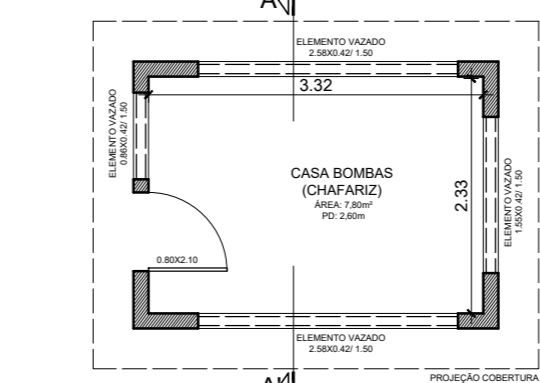 A
ELEMENTO VAZADO
2.58X0.42/ 1.50
3.32
ELEMENTO VAZADO
0.86X0.42/ 1.50
CASA BOMBAS
(CHAFARIZ)
ÁREA: 7,80m²
PD: 2,60m
2.33
ELEMENTO VAZADO
1.55X0.42/ 1.50
0.80X2.10
ELEMENTO VAZADO
2.58X0.42/ 1.50
A
PROJEÇÃO COBERTURA